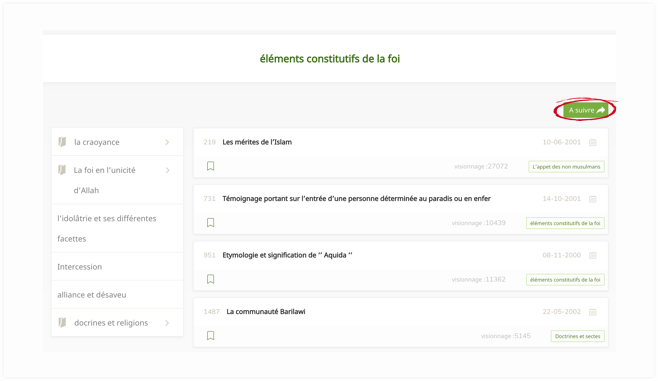 éléments constitutifs de la foi
A suivre
la craoyance
La foi en l'unicité
d'Allah
l'idolâtrie et ses différentes
facettes
Intercession
alliance et désaveu
docrines et religions
219 Les mérites de l'Islam 10-06-2001
visionnage :27072 L'appet des non musulmans
731 Témoignage portant sur l'entrée d'une personne déterminée au paradis ou en enfer 14-10-2001
visionnage :10439 éléments constitutifs de la foi
951 Etymologie et signification de '' Aquida '' 08-11-2000
visionnage :11362 éléments constitutifs de la foi
1487 La communauté Barilawi 22-05-2002
visionnage :5145 Doctrines et sectes